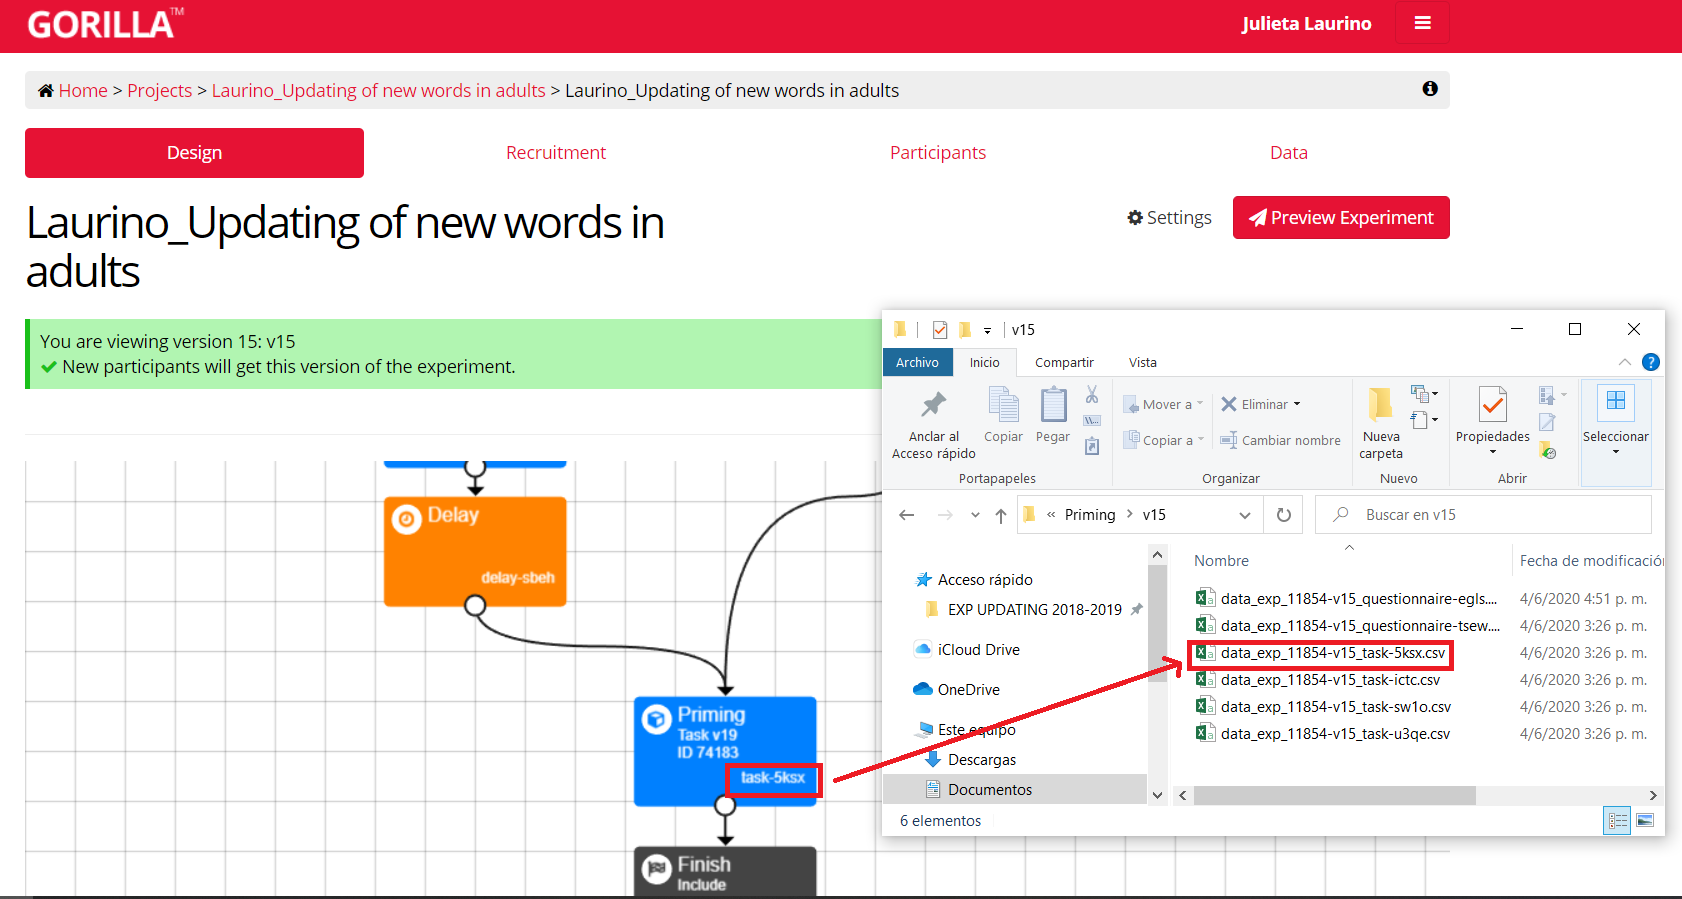 GORILLA™
Julieta Laurino
Home > Projects > Laurino_Updating of new words in adults > Laurino_Updating of new words in adults
Design
Recruitment
Participants
Data
Laurino_Updating of new words in
adults
Settings
Preview Experiment
You are viewing version 15: v15
New participants will get this version of the experiment.
Delay
delay-sbeh
Priming
Task v19
ID 74183
task-5ksx
Finish
Include
v15
Archivo
Inicio
Compartir
Vista
Anclar al
Acceso rápido
Copiar
Pegar
Portapapeles
Mover a
Copiar a
Eliminar
Cambiar nombre
Organizar
Nueva
carpeta
Nuevo
Propiedades
Abrir
Seleccionar
« Priming > v15
Buscar en v15
Acceso rápido
EXP UPDATING 2018-2019
iCloud Drive
OneDrive
Este equipo
Descargas
Documentos
Nombre
Fecha de modificación
data_exp_11854-v15_questionnaire-egls.... 4/6/2020 4:51 p. m.
data_exp_11854-v15_questionnaire-tsew.... 4/6/2020 3:26 p. m.
data_exp_11854-v15_task-5ksx.csv 4/6/2020 3:26 p. m.
data_exp_11854-v15_task-ictc.csv 4/6/2020 3:26 p. m.
data_exp_11854-v15_task-sw1o.csv 4/6/2020 3:26 p. m.
data_exp_11854-v15_task-u3qe.csv 4/6/2020 3:26 p. m.
6 elementos